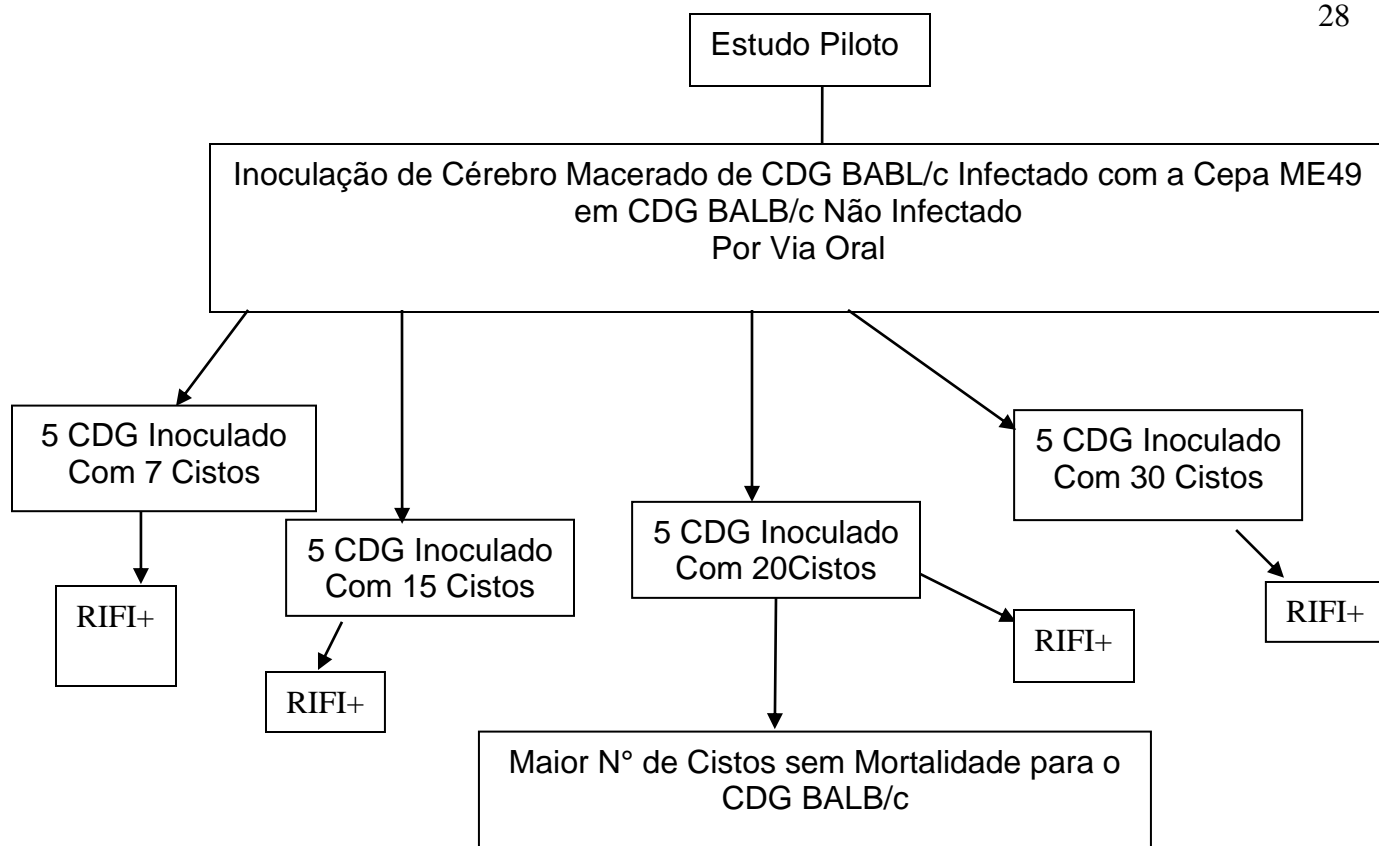 28
Estudo Piloto
Inoculação de Cérebro Macerado de CDG BABL/c Infectado com a Cepa ME49
em CDG BALB/c Não Infectado
Por Via Oral
5 CDG Inoculado
Com 7 Cistos
5 CDG Inoculado
Com 15 Cistos
5 CDG Inoculado
Com 20Cistos
5 CDG Inoculado
Com 30 Cistos
RIFI+
RIFI+
RIFI+
RIFI+
Maior N° de Cistos sem Mortalidade para o
CDG BALB/c